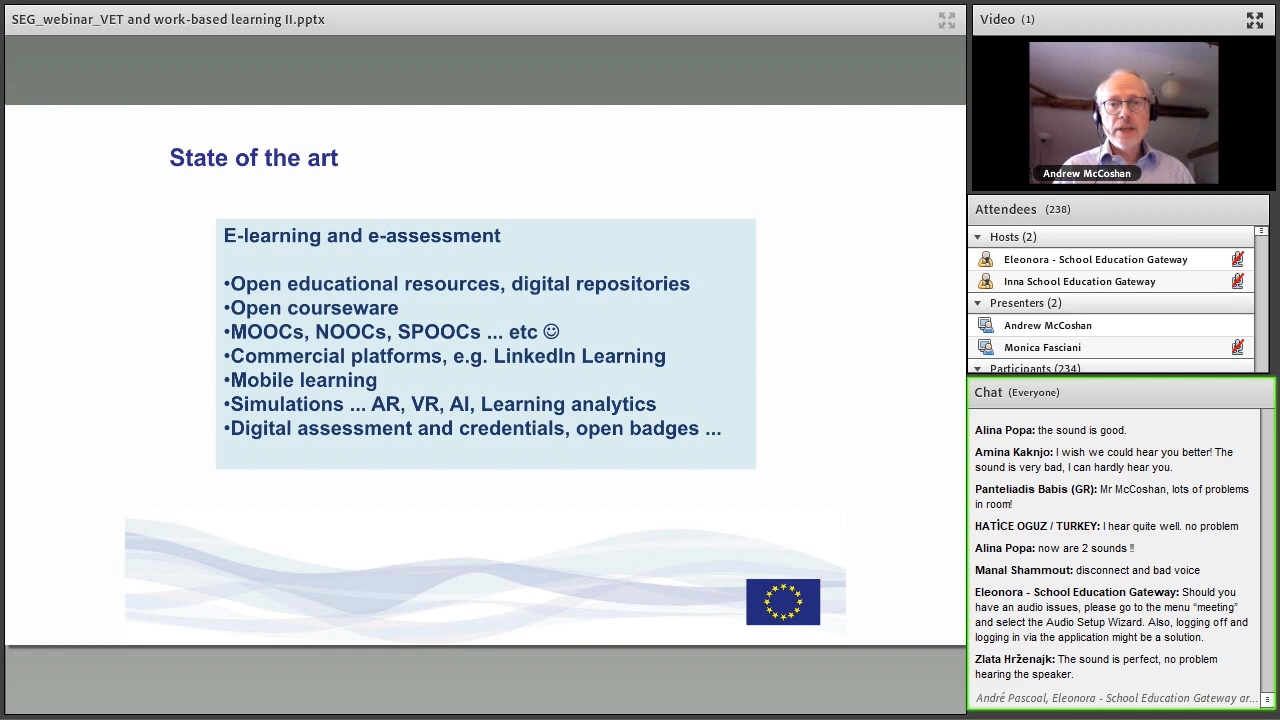 SEG_webinar_VET and work-based learning II.pptx
State of the art
E-learning and e-assessment
•Open educational resources, digital repositories
•Open courseware
•MOOCs, NOOCs, SPOOCs ... etc ☺
•Commercial platforms, e.g. LinkedIn Learning
•Mobile learning
•Simulations ... AR, VR, AI, Learning analytics
•Digital assessment and credentials, open badges ...
Video (1)
Andrew McCoshan
Attendees (238)
Hosts (2)
Eleonora - School Education Gateway
Inna School Education Gateway
Presenters (2)
Andrew McCoshan
Monica Fasciani
Participants (234)
Chat (Everyone)
Alina Popa: the sound is good.
Amina Kaknjo: I wish we could hear you better! The
sound is very bad, I can hardly hear you.
Panteliadis Babis (GR): Mr McCoshan, lots of problems
in room!
HATİCE OGUZ / TURKEY: I hear quite well. no problem
Alina Popa: now are 2 sounds !!
Manal Shammout: disconnect and bad voice
Eleonora - School Education Gateway: Should you
have an audio issues, please go to the menu “meeting”
and select the Audio Setup Wizard. Also, logging off and
logging in via the application might be a solution.
Zlata Hrženajk: The sound is perfect, no problem
hearing the speaker.
André Pascoal, Eleonora - School Education Gateway ar...